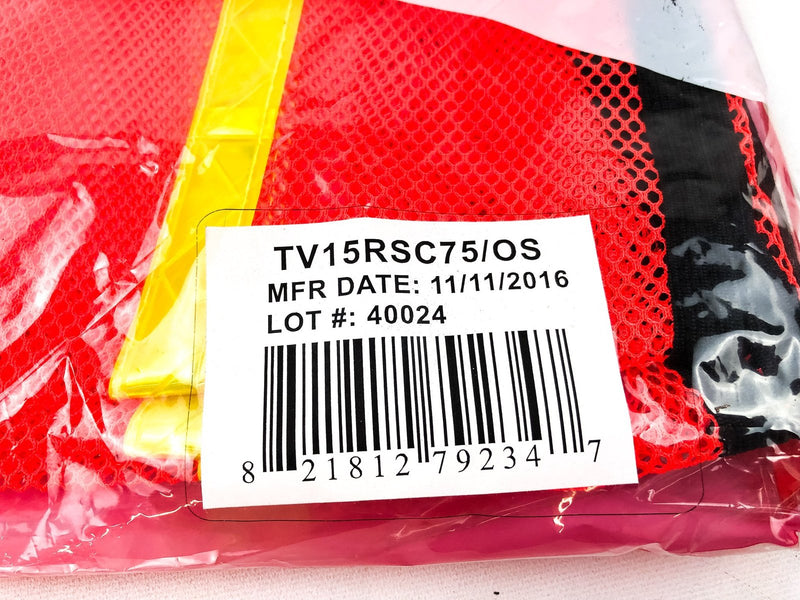 TV15RSC75/OS
MFR DATE: 11/11/2016
LOT #: 40024
8 21812 79234 7